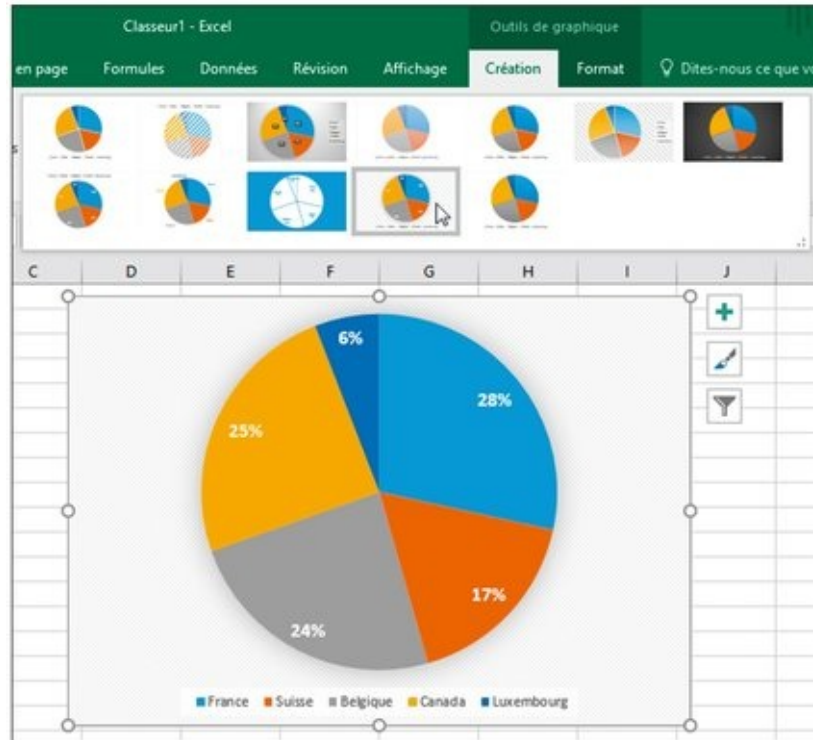 Classeur1 - Excel Outils de graphique
en page Formules Données Révision Affichage Création Format Dites-nous ce que v
C D E F G H I J
6%
28%
25%
17%
24%
France Suisse Belgique Canada Luxembourg